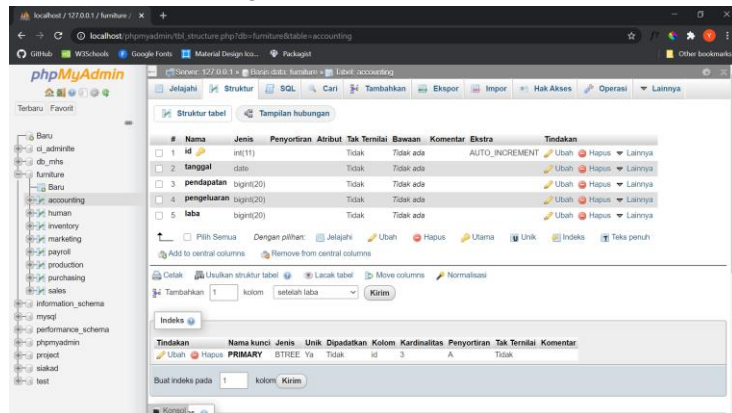 localhost / 127.0.0.1 / furniture /
localhost/phpmyadmin/tbl_structure.php?db=furniture&table=accounting
GitHub W3Schools Google Fonts Material Design Ico... Packagist Other bookmarks
phpMyAdmin
Terbaru Favorit
Baru
ci_adminlte
db_mhs
furniture
Baru
accounting
human
inventory
marketing
payroll
production
purchasing
sales
information_schema
mysql
performance_schema
phpmyadmin
project
siakad
test
Server: 127.0.0.1 » Basis data: furniture » Tabel: accounting
Jelajahi Struktur SQL Cari Tambahkan Ekspor Impor Hak Akses Operasi Lainnya
Struktur tabel Tampilan hubungan
# Nama Jenis Penyortiran Atribut Tak Ternilai Bawaan Komentar Ekstra Tindakan
1 id int(11) Tidak Tidak ada AUTO_INCREMENT Ubah Hapus Lainnya
2 tanggal date Tidak Tidak ada Ubah Hapus Lainnya
3 pendapatan bigint(20) Tidak Tidak ada Ubah Hapus Lainnya
4 pengeluaran bigint(20) Tidak Tidak ada Ubah Hapus Lainnya
5 laba bigint(20) Tidak Tidak ada Ubah Hapus Lainnya
Pilih Semua Dengan pilihan: Jelajahi Ubah Hapus Utama Unik Indeks Teks penuh
Add to central columns Remove from central columns
Cetak Usulkan struktur tabel Lacak tabel Move columns Normalisasi
Tambahkan 1 kolom setelah laba Kirim
Indeks
Tindakan Nama kunci Jenis Unik Dipadatkan Kolom Kardinalitas Penyortiran Tak Ternilai Komentar
Ubah Hapus PRIMARY BTREE Ya Tidak id 3 A Tidak
Buat indeks pada 1 kolom Kirim
Konsol